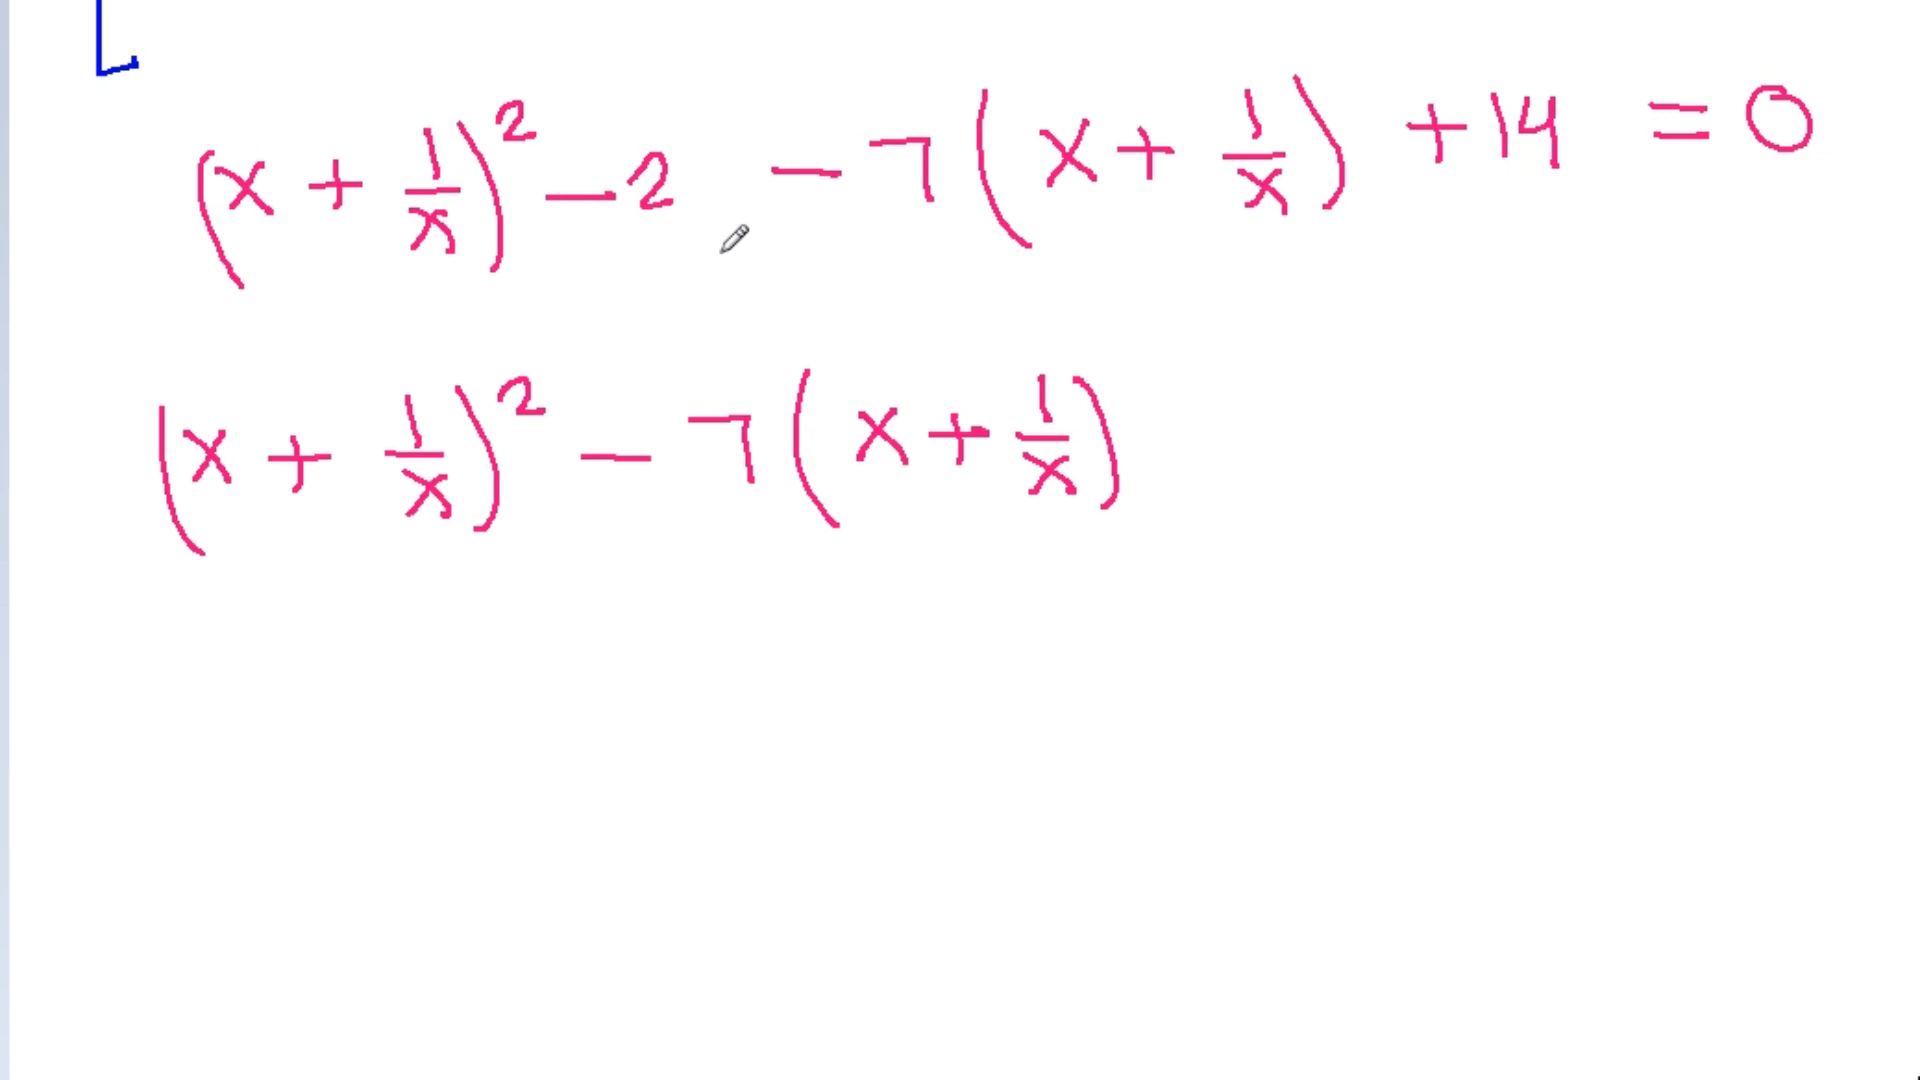 (x + 1/x)² - 2 - 7(x + 1/x) + 14 = 0
(x + 1/x)² - 7(x + 1/x)